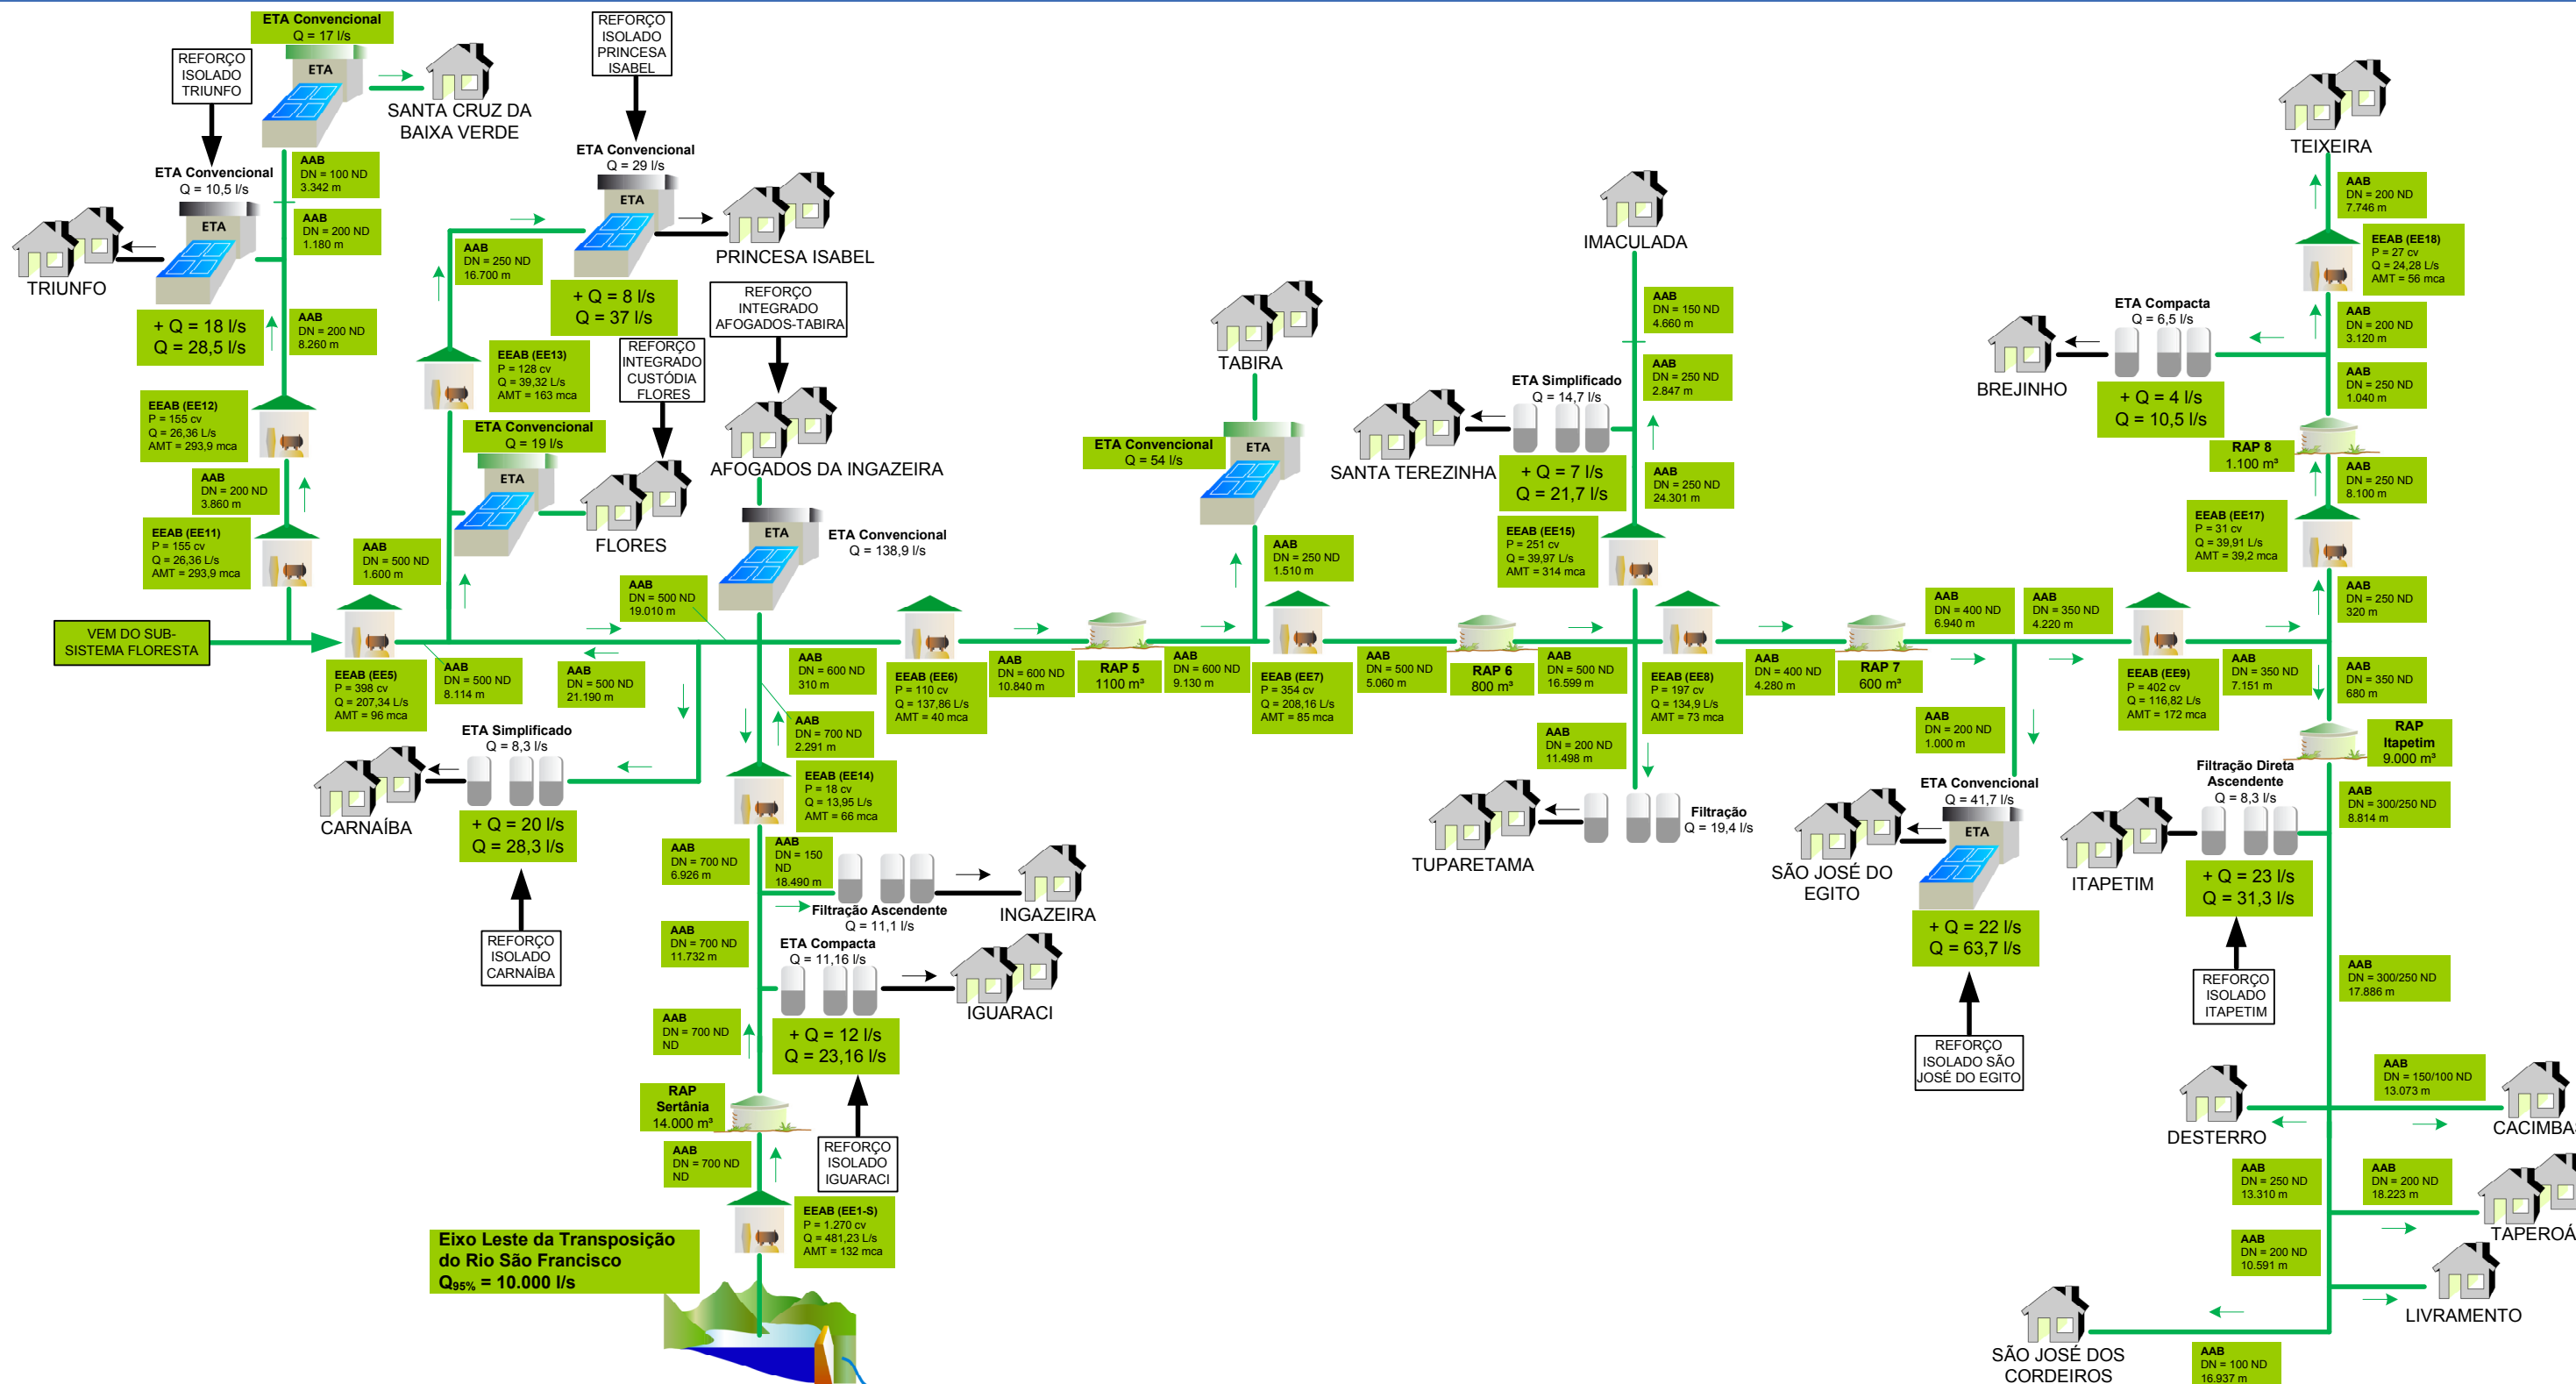 ETA Convencional
Q = 17 l/s
REFORÇO
ISOLADO
TRIUNFO
ETA
SANTA CRUZ DA
BAIXA VERDE
ETA Convencional
Q = 10,5 l/s
ETA
TRIUNFO
+ Q = 18 l/s
Q = 28,5 l/s
AAB
DN = 100 ND
3.342 m
AAB
DN = 200 ND
1.180 m
AAB
DN = 200 ND
8.260 m
EEAB (EE12)
P = 155 cv
Q = 26,36 L/s
AMT = 293,9 mca
AAB
DN = 200 ND
3.860 m
EEAB (EE11)
P = 155 cv
Q = 26,36 L/s
AMT = 293,9 mca
VEM DO SUB-
SISTEMA FLORESTA
REFORÇO
ISOLADO
PRINCESA
ISABEL
ETA Convencional
Q = 29 l/s
ETA
PRINCESA ISABEL
AAB
DN = 250 ND
16.700 m
+ Q = 8 l/s
Q = 37 l/s
EEAB (EE13)
P = 128 cv
Q = 39,32 L/s
AMT = 163 mca
REFORÇO
INTEGRADO
CUSTÓDIA
FLORES
ETA Convencional
Q = 19 l/s
ETA
FLORES
AAB
DN = 500 ND
1.600 m
REFORÇO
INTEGRADO
AFOGADOS-TABIRA
AFOGADOS DA INGAZEIRA
ETA
ETA Convencional
Q = 138,9 l/s
AAB
DN = 500 ND
19.010 m
EEAB (EE5)
P = 398 cv
Q = 207,34 L/s
AMT = 96 mca
AAB
DN = 500 ND
8.114 m
AAB
DN = 500 ND
21.190 m
ETA Simplificado
Q = 8,3 l/s
CARNAÍBA
+ Q = 20 l/s
Q = 28,3 l/s
REFORÇO
ISOLADO
CARNAÍBA
AAB
DN = 600 ND
310 m
AAB
DN = 700 ND
2.291 m
EEAB (EE14)
P = 18 cv
Q = 13,95 L/s
AMT = 66 mca
AAB
DN = 700 ND
6.926 m
AAB
DN = 150
ND
18.490 m
Filtração Ascendente
Q = 11,1 l/s
INGAZEIRA
AAB
DN = 700 ND
11.732 m
ETA Compacta
Q = 11,16 l/s
IGUARACI
+ Q = 12 l/s
Q = 23,16 l/s
REFORÇO
ISOLADO
IGUARACI
AAB
DN = 700 ND
ND
RAP
Sertânia
14.000 m³
AAB
DN = 700 ND
ND
EEAB (EE1-S)
P = 1.270 cv
Q = 481,23 L/s
AMT = 132 mca
Eixo Leste da Transposição
do Rio São Francisco
Q95% = 10.000 l/s
EEAB (EE6)
P = 110 cv
Q = 137,86 L/s
AMT = 40 mca
AAB
DN = 600 ND
10.840 m
RAP 5
1100 m³
AAB
DN = 600 ND
9.130 m
TABIRA
ETA Convencional
Q = 54 l/s
ETA
AAB
DN = 250 ND
1.510 m
EEAB (EE7)
P = 354 cv
Q = 208,16 L/s
AMT = 85 mca
AAB
DN = 500 ND
5.060 m
RAP 6
800 m³
AAB
DN = 500 ND
16.599 m
IMACULADA
AAB
DN = 150 ND
4.660 m
AAB
DN = 250 ND
2.847 m
ETA Simplificado
Q = 14,7 l/s
SANTA TEREZINHA
+ Q = 7 l/s
Q = 21,7 l/s
AAB
DN = 250 ND
24.301 m
EEAB (EE15)
P = 251 cv
Q = 39,97 L/s
AMT = 314 mca
AAB
DN = 200 ND
11.498 m
Filtração
Q = 19,4 l/s
TUPARETAMA
EEAB (EE8)
P = 197 cv
Q = 134,9 L/s
AMT = 73 mca
AAB
DN = 400 ND
4.280 m
RAP 7
600 m³
AAB
DN = 400 ND
6.940 m
AAB
DN = 350 ND
4.220 m
AAB
DN = 200 ND
1.000 m
ETA Convencional
Q = 41,7 l/s
ETA
SÃO JOSÉ DO
EGITO
+ Q = 22 l/s
Q = 63,7 l/s
REFORÇO
ISOLADO SÃO
JOSÉ DO EGITO
EEAB (EE9)
P = 402 cv
Q = 116,82 L/s
AMT = 172 mca
AAB
DN = 350 ND
7.151 m
TEIXEIRA
AAB
DN = 200 ND
7.746 m
EEAB (EE18)
P = 27 cv
Q = 24,28 L/s
AMT = 56 mca
ETA Compacta
Q = 6,5 l/s
BREJINHO
+ Q = 4 l/s
Q = 10,5 l/s
AAB
DN = 200 ND
3.120 m
AAB
DN = 250 ND
1.040 m
RAP 8
1.100 m³
AAB
DN = 250 ND
8.100 m
EEAB (EE17)
P = 31 cv
Q = 39,91 L/s
AMT = 39,2 mca
AAB
DN = 250 ND
320 m
AAB
DN = 350 ND
680 m
RAP
Itapetim
9.000 m³
Filtração Direta
Ascendente
Q = 8,3 l/s
ITAPETIM
+ Q = 23 l/s
Q = 31,3 l/s
REFORÇO
ISOLADO
ITAPETIM
AAB
DN = 300/250 ND
8.814 m
AAB
DN = 300/250 ND
17.886 m
AAB
DN = 150/100 ND
13.073 m
DESTERRO
CACIMBAS
AAB
DN = 250 ND
13.310 m
AAB
DN = 200 ND
18.223 m
TAPEROÁ
AAB
DN = 200 ND
10.591 m
LIVRAMENTO
SÃO JOSÉ DOS
CORDEIROS
AAB
DN = 100 ND
16.937 m